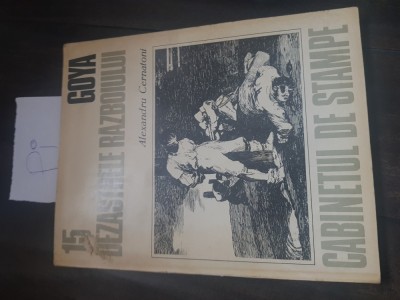 15
GOYA
DEZASTRELE RĂZBOIULUI
Alexandru Cernatoni
CABINETUL DE STAMPE